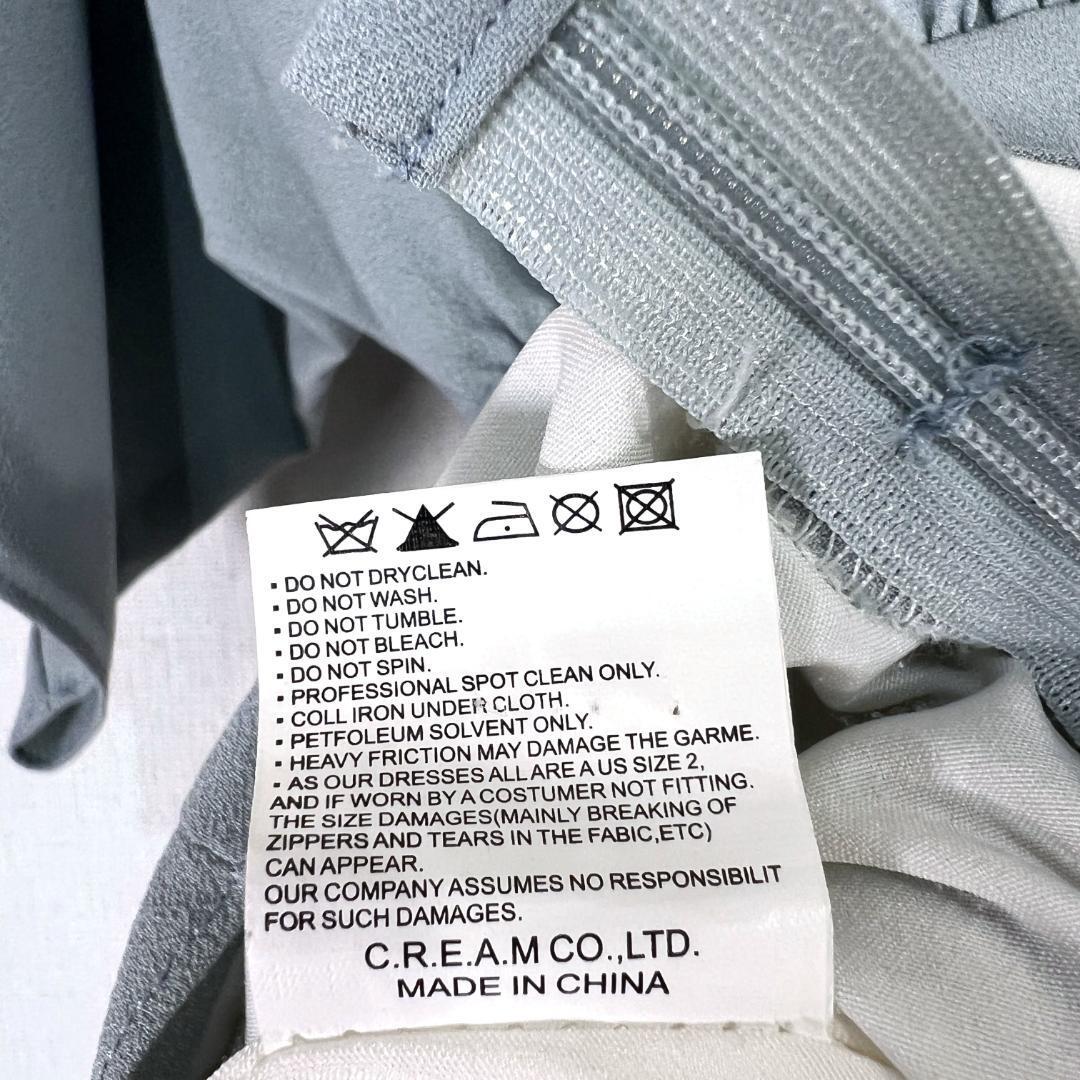 ▪ DO NOT DRYCLEAN.
▪ DO NOT WASH.
▪ DO NOT TUMBLE.
▪ DO NOT BLEACH.
▪ DO NOT SPIN.
▪ PROFESSIONAL SPOT CLEAN ONLY.
▪ COLL IRON UNDER CLOTH.
▪ PETFOLEUM SOLVENT ONLY.
▪ HEAVY FRICTION MAY DAMAGE THE GARME.
▪ AS OUR DRESSES ALL ARE A US SIZE 2,
AND IF WORN BY A COSTUMER NOT FITTING.
THE SIZE DAMAGES(MAINLY BREAKING OF
ZIPPERS AND TEARS IN THE FABIC,ETC)
CAN APPEAR.
OUR COMPANY ASSUMES NO RESPONSIBILIT
FOR SUCH DAMAGES.
C.R.E.A.M CO.,LTD.
MADE IN CHINA